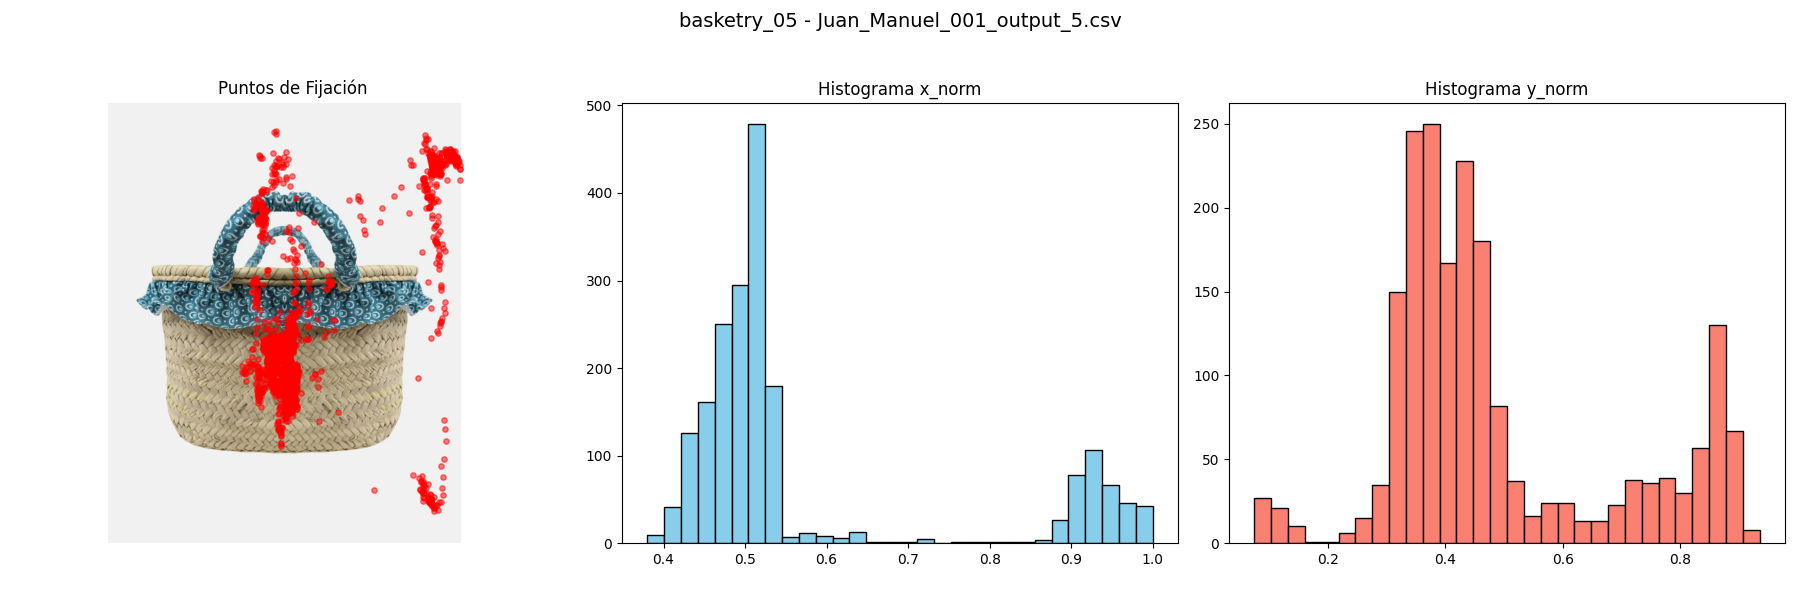 basketry_05 - Juan_Manuel_001_output_5.csv
Puntos de Fijación
Histograma x_norm
500
400
300
200
100
0
0.4 0.5 0.6 0.7 0.8 0.9 1.0
Histograma y_norm
250
200
150
100
50
0
0.2 0.4 0.6 0.8